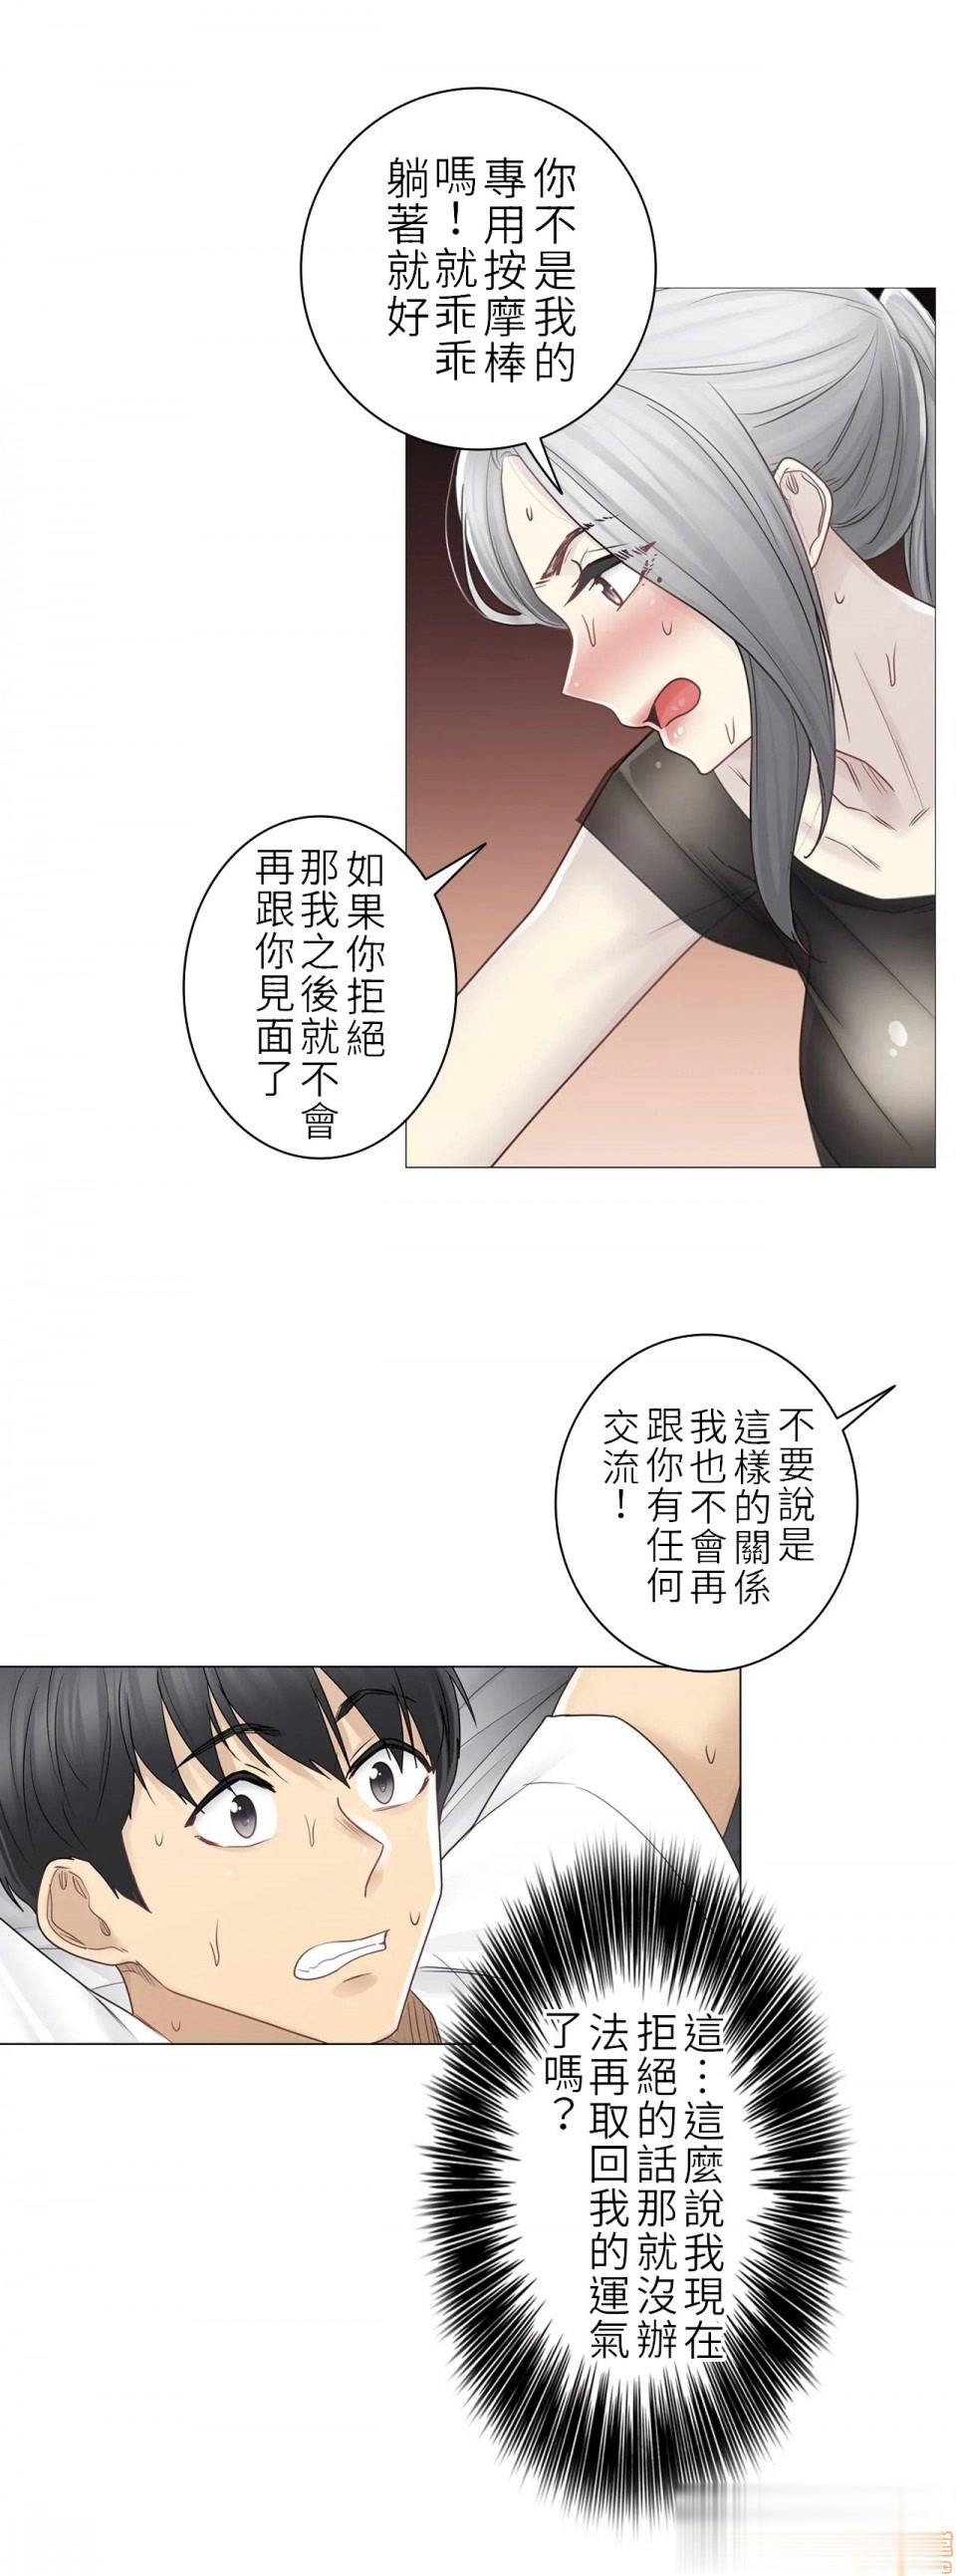 你不是我的
專用按摩棒
嗎！就乖乖
躺著就好
如果你拒絕
那我之後就不會
再跟你見面了
不要說是
這樣的關係
我也不會再
跟你有任何
交流！
這…這麼說我現在
拒絕的話那就沒辦
法再取回我的運氣
了嗎？